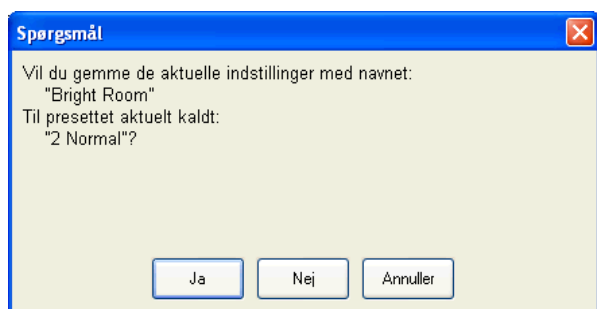 Spørgsmål
Vil du gemme de aktuelle indstillinger med navnet:
"Bright Room"
Til presettet aktuelt kaldt:
"2 Normal"?
Ja Nej Annuller